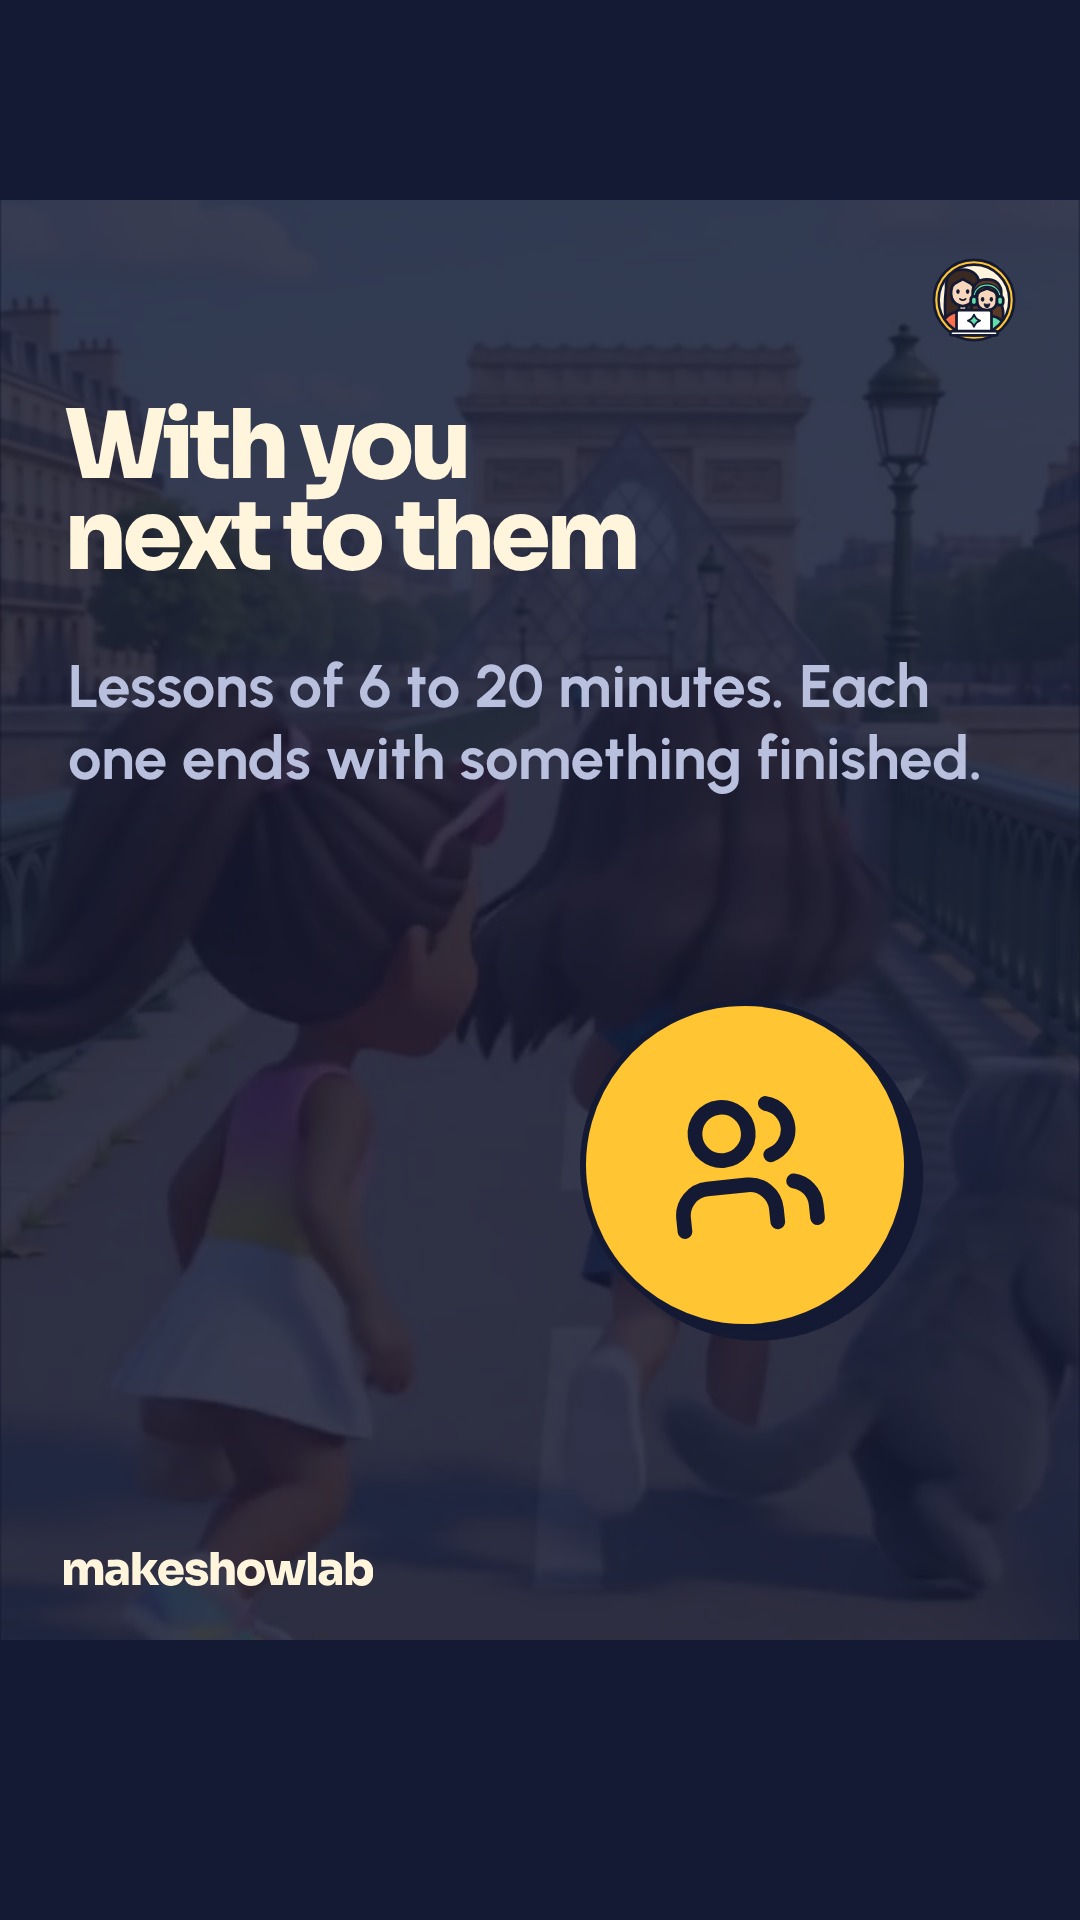 With you
next to them
Lessons of 6 to 20 minutes. Each
one ends with something finished.
makeshowlab